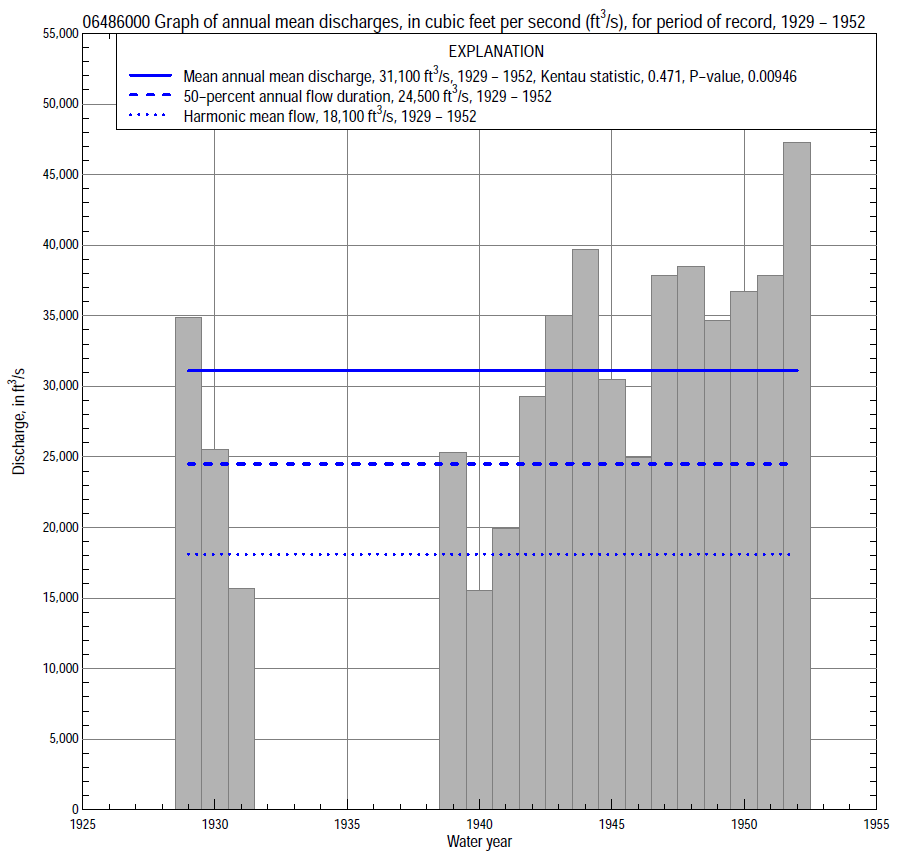 06486000 Graph of annual mean discharges, in cubic feet per second (ft³/s), for period of record, 1929 – 1952
EXPLANATION
Mean annual mean discharge, 31,100 ft³/s, 1929 – 1952, Kentau statistic, 0.471, P–value, 0.00946
50–percent annual flow duration, 24,500 ft³/s, 1929 – 1952
Harmonic mean flow, 18,100 ft³/s, 1929 – 1952
55,000
50,000
45,000
40,000
35,000
30,000
25,000
20,000
15,000
10,000
5,000
0
Discharge, in ft³/s
1925 1930 1935 1940 1945 1950 1955
Water year